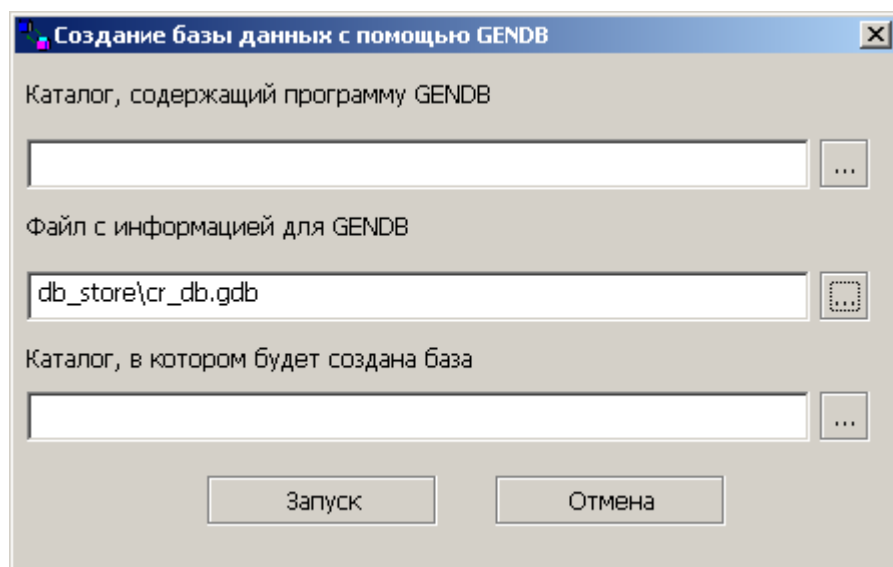 Создание базы данных с помощью GENDB
Каталог, содержащий программу GENDB
...
Файл с информацией для GENDB
db_store\cr_db.gdb
...
Каталог, в котором будет создана база
...
Запуск
Отмена